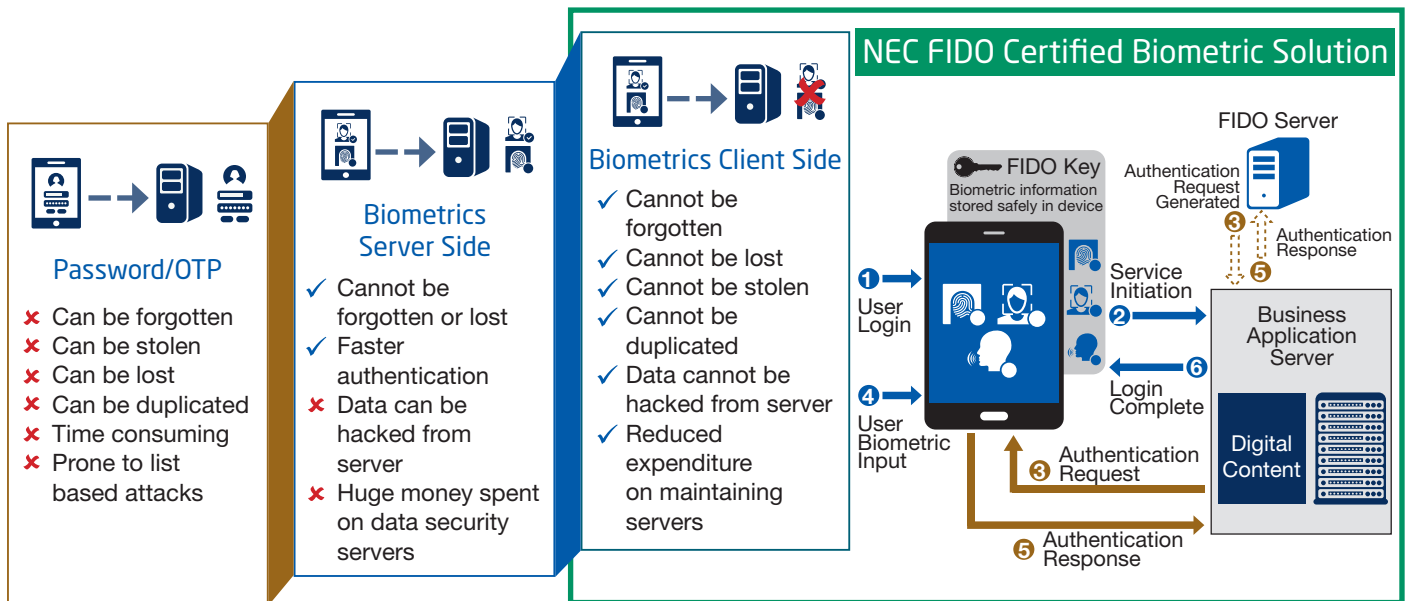 Password/OTP
✘ Can be forgotten
✘ Can be stolen
✘ Can be lost
✘ Can be duplicated
✘ Time consuming
✘ Prone to list
based attacks
Biometrics
Server Side
✓ Cannot be
forgotten or lost
✓ Faster
authentication
✘ Data can be
hacked from
server
✘ Huge money spent
on data security
servers
Biometrics Client Side
✓ Cannot be
forgotten
✓ Cannot be lost
✓ Cannot be stolen
✓ Cannot be
duplicated
✓ Data cannot be
hacked from server
✓ Reduced
expenditure
on maintaining
servers
NEC FIDO Certified Biometric Solution
FIDO Key
Biometric information
stored safely in device
1
User
Login
4
User
Biometric
Input
Service
Initiation
2
6
Login
Complete
3 Authentication
Request
5 Authentication
Response
FIDO Server
Authentication
Request
Generated
3
Authentication
Response
5
Business
Application
Server
Digital
Content